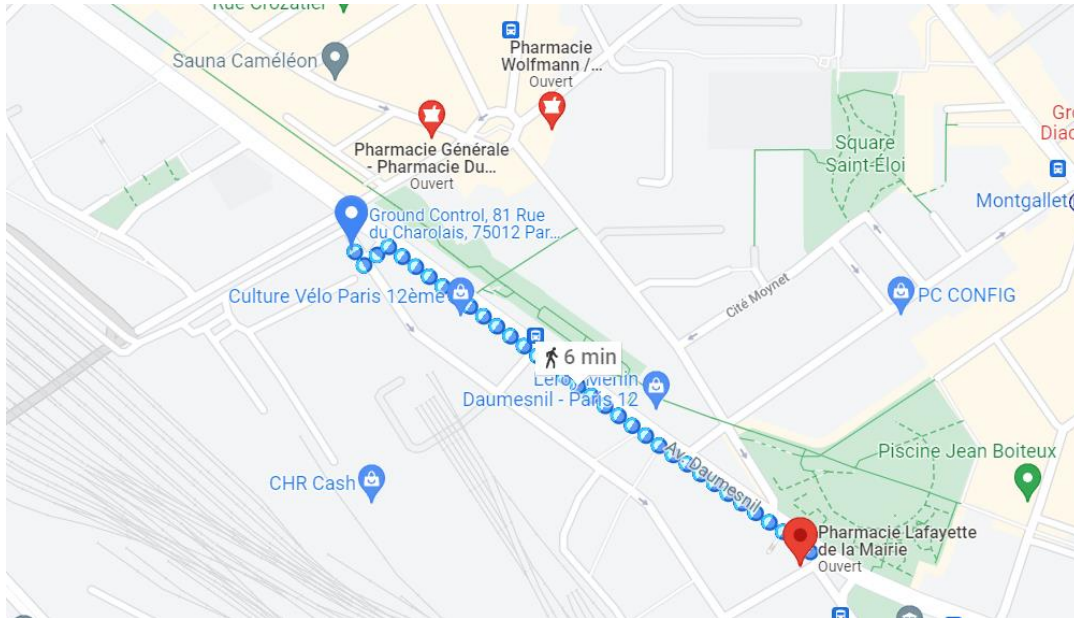 Rue Crozatier
Sauna Caméléon
Pharmacie
Wolfmann /...
Ouvert
Pharmacie Générale
- Pharmacie Du...
Ouvert
Square
Saint-Éloi
Montgallet
Ground Control, 81 Rue
du Charolais, 75012 Par...
Culture Vélo Paris 12ème
Cité Moynet
PC CONFIG
6 min
Menin
Daumesnil - Paris 12
Av. Daumesnil
Piscine Jean Boiteux
CHR Cash
Pharmacie Lafayette
de la Mairie
Ouvert